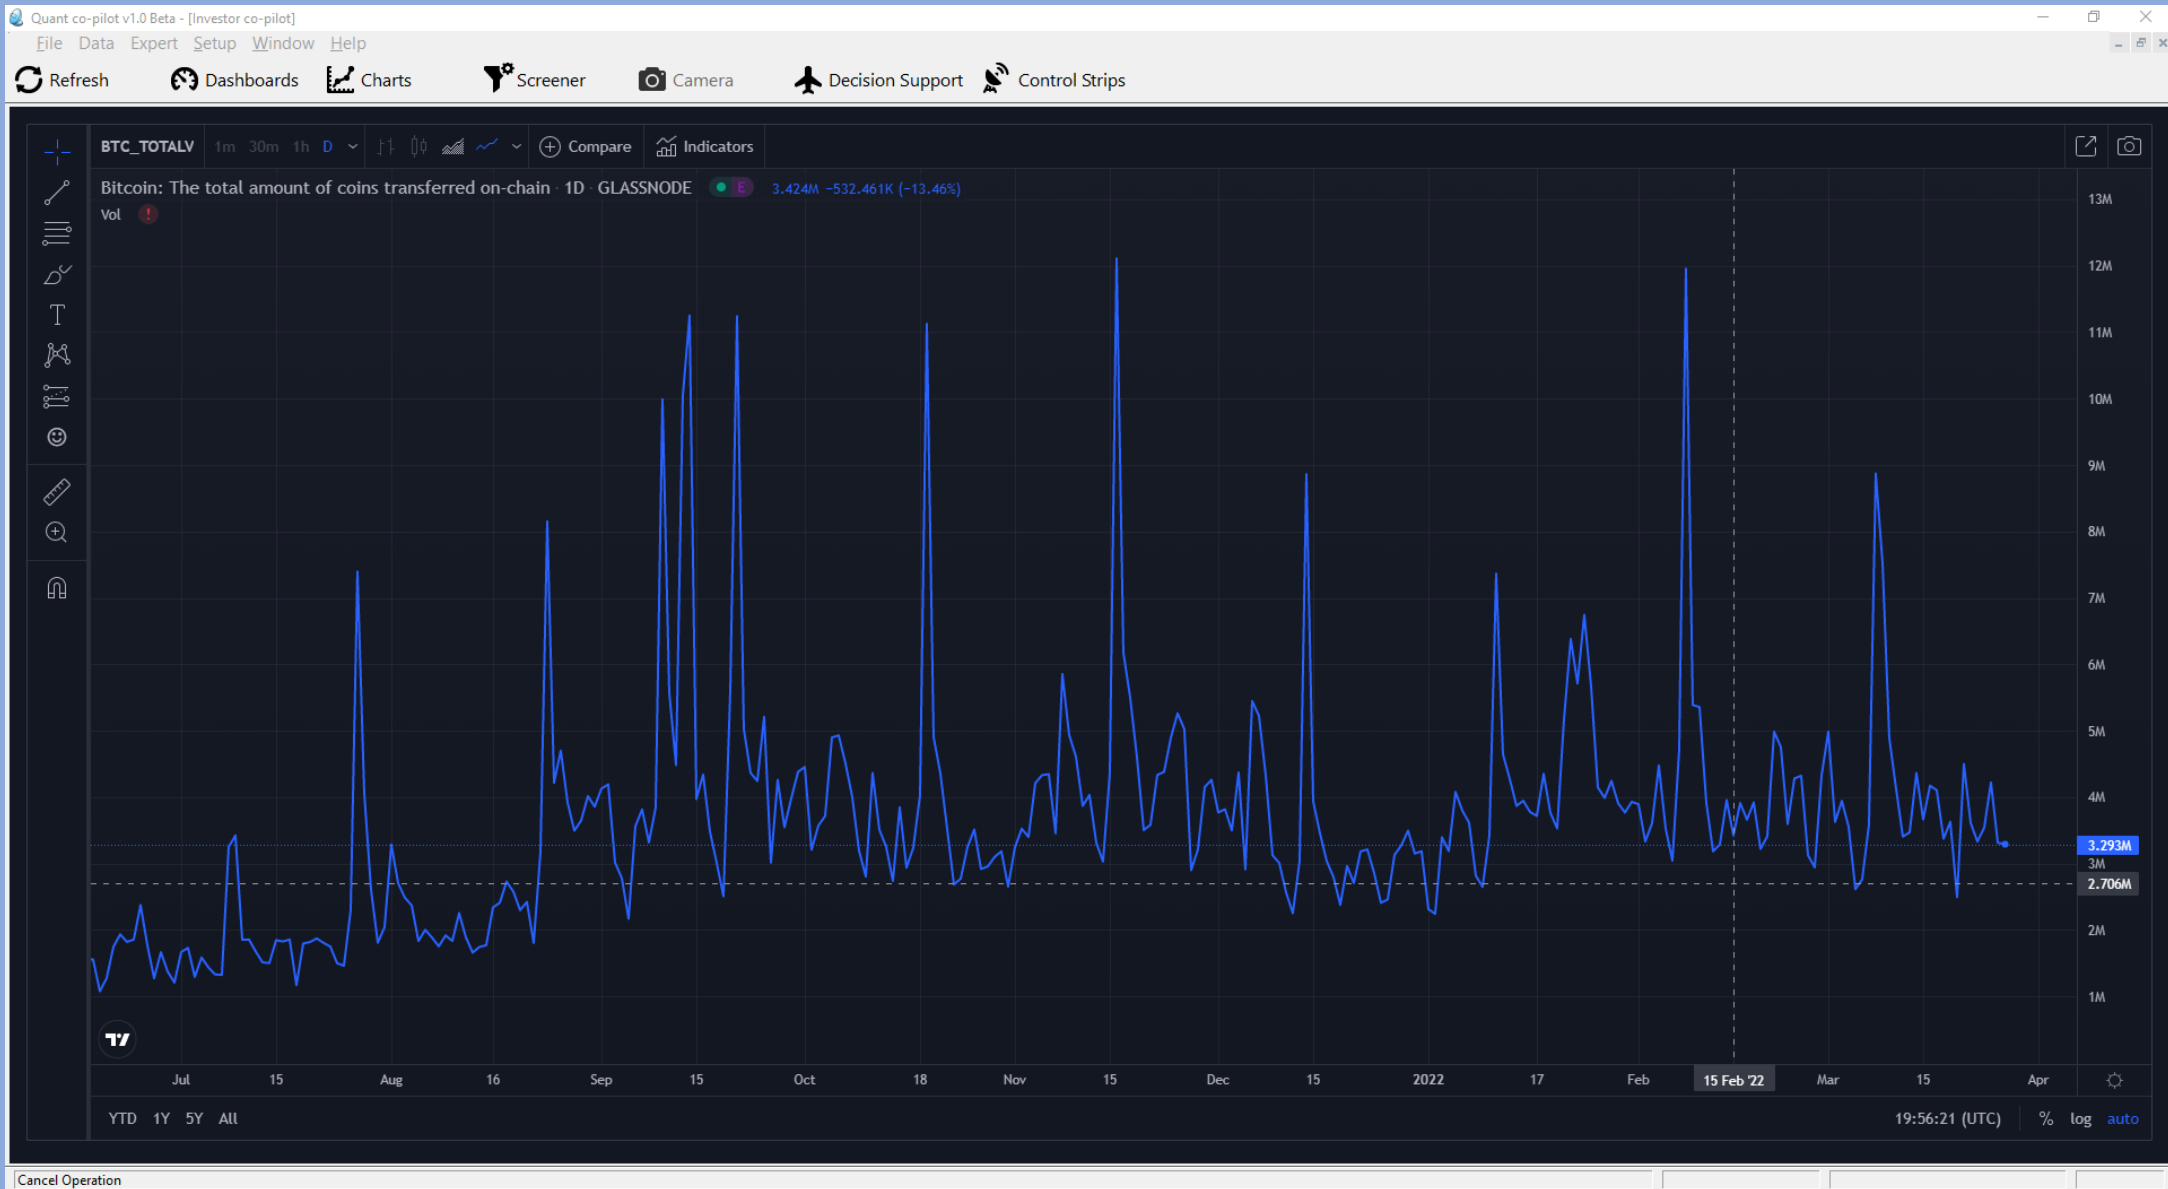 Quant co-pilot v1.0 Beta - [Investor co-pilot]
File Data Expert Setup Window Help
Refresh Dashboards Charts Screener Camera Decision Support Control Strips
BTC_TOTALV 1m 30m 1h D Compare Indicators
Bitcoin: The total amount of coins transferred on-chain · 1D · GLASSNODE E 3.424M −532.461K (−13.46%)
Vol !
13M
12M
11M
10M
9M
8M
7M
6M
5M
4M
3.293M
3M
2.706M
2M
1M
Jul 15 Aug 16 Sep 15 Oct 18 Nov 15 Dec 15 2022 17 Feb 15 Feb '22 Mar 15 Apr
YTD 1Y 5Y All 19:56:21 (UTC) % log auto
Cancel Operation